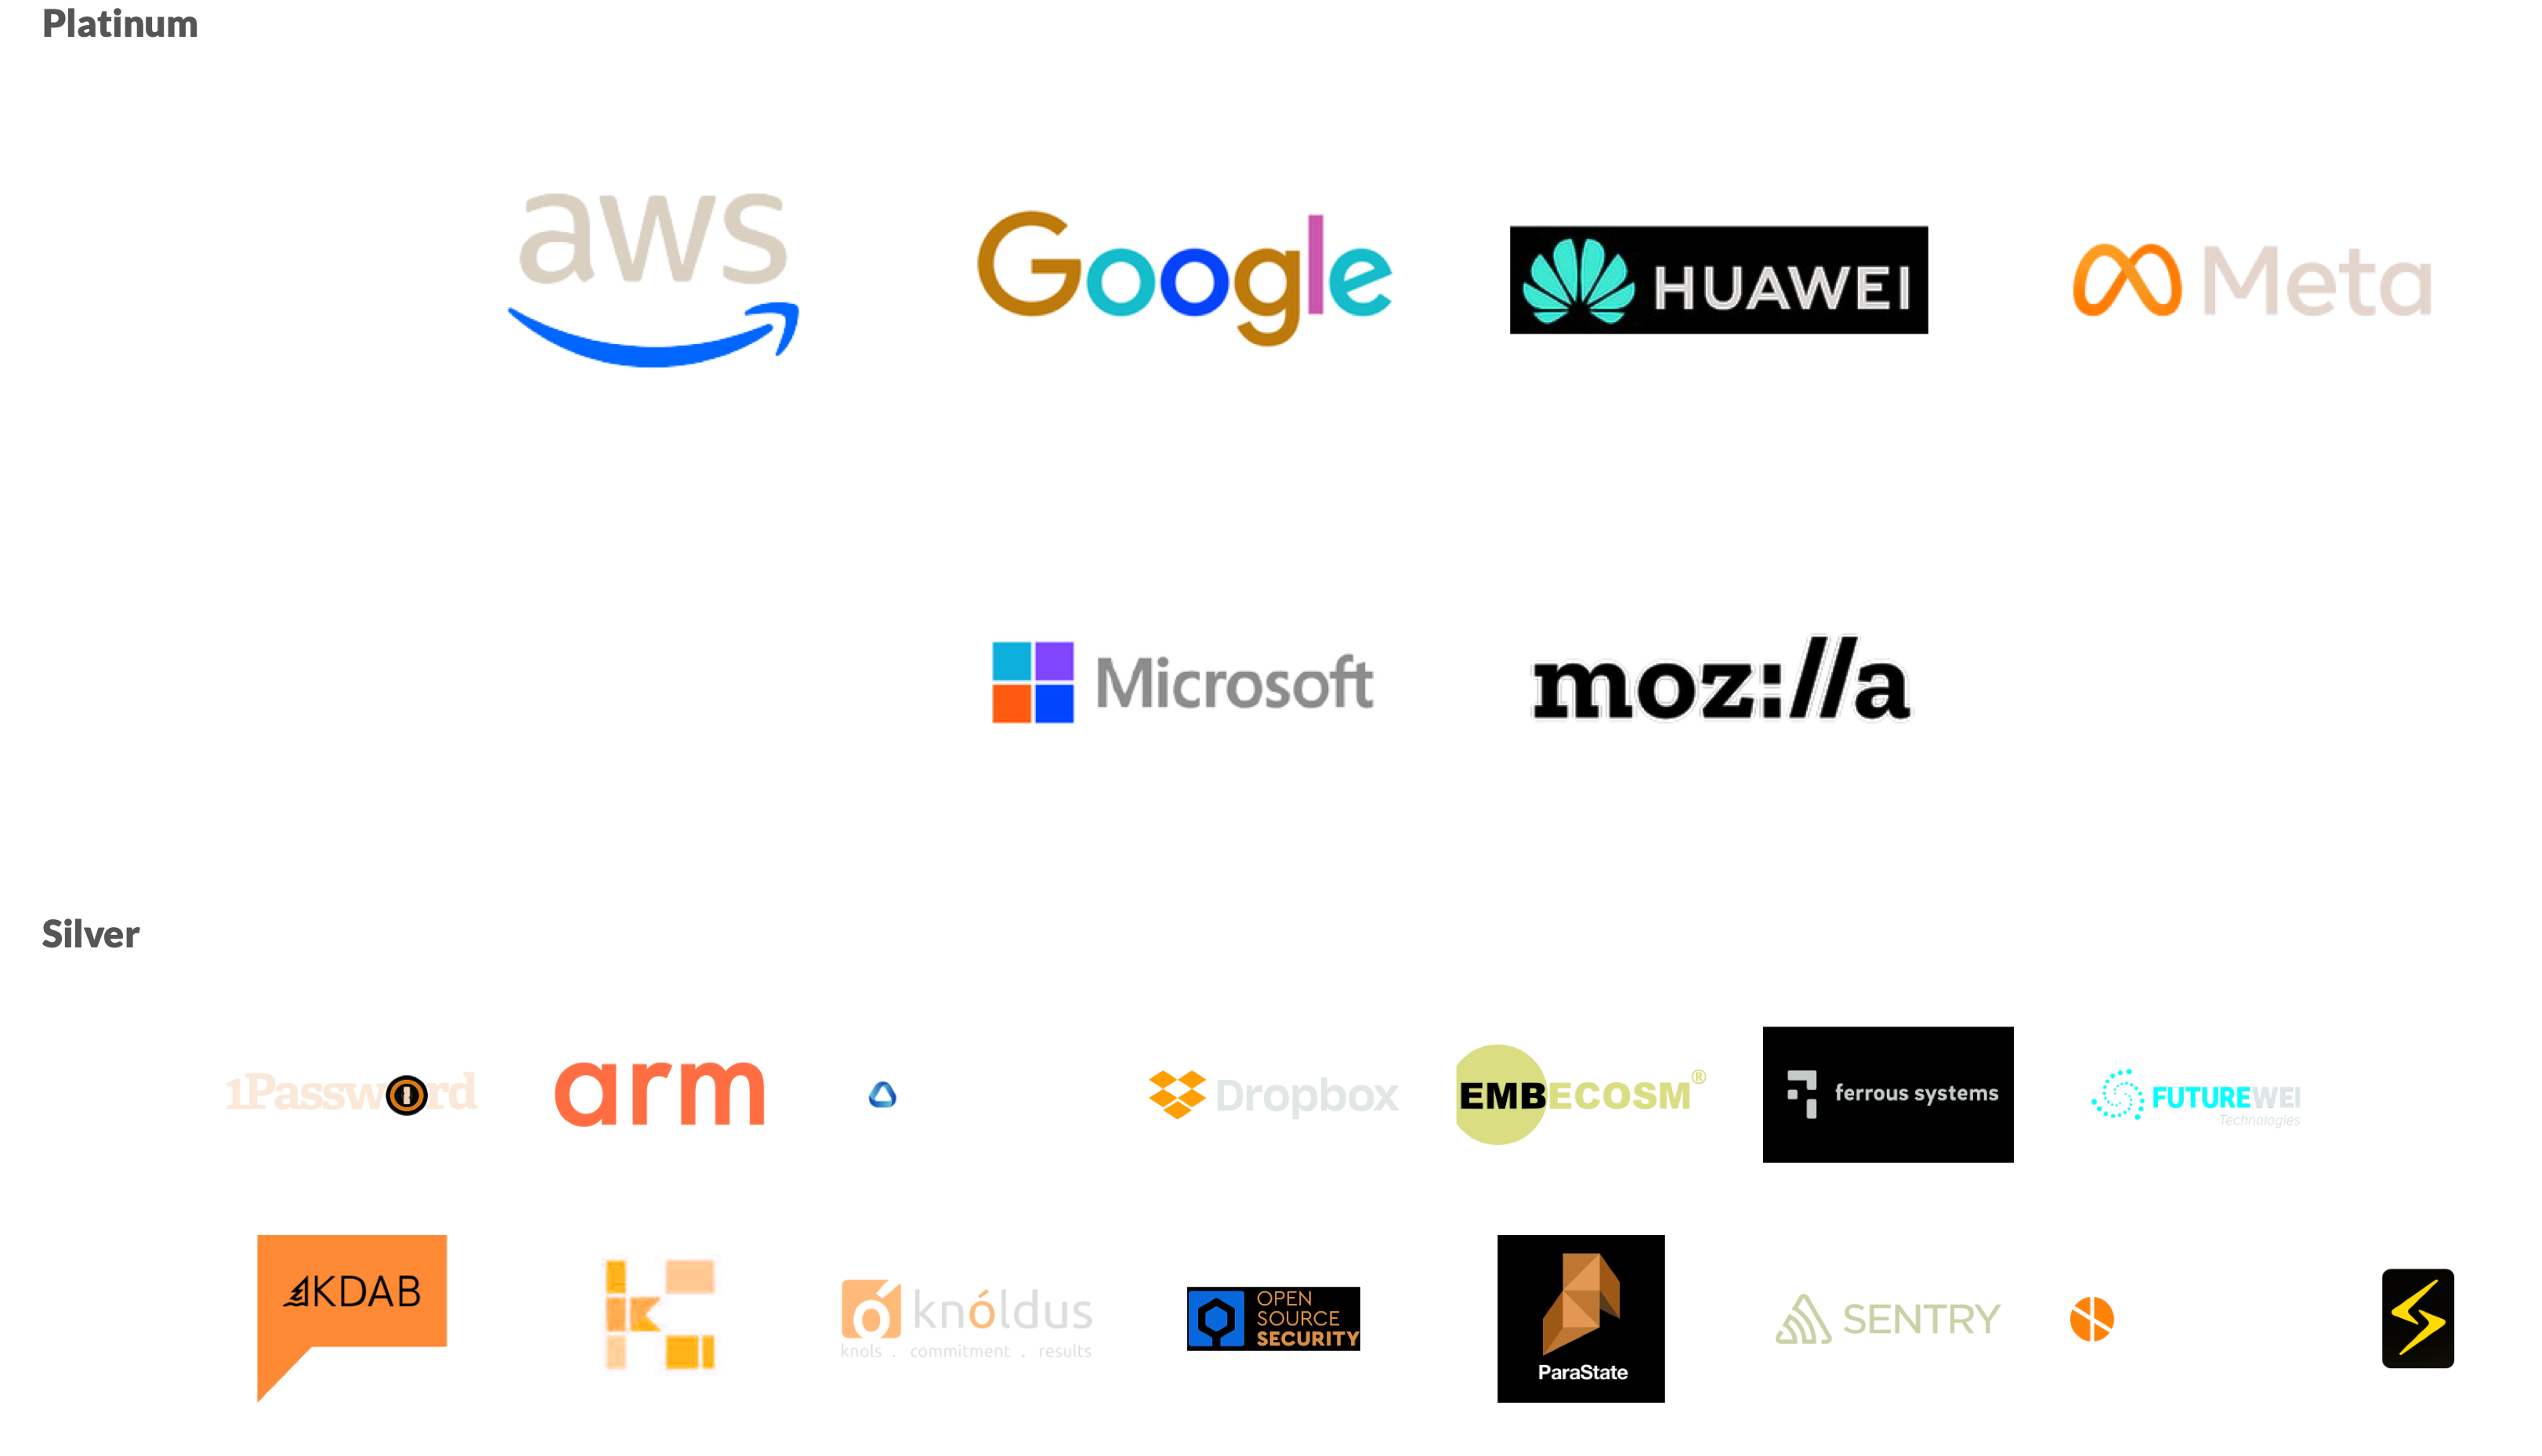 Platinum
aws
Google
HUAWEI
Meta
Microsoft
moz://a
Silver
1Password
arm
Dropbox
EMBECOSM®
ferrous systems
FUTUREWEI
Technologies
KDAB
knóldus
knols . commitment . results
OPEN
SOURCE
SECURITY
ParaState
SENTRY